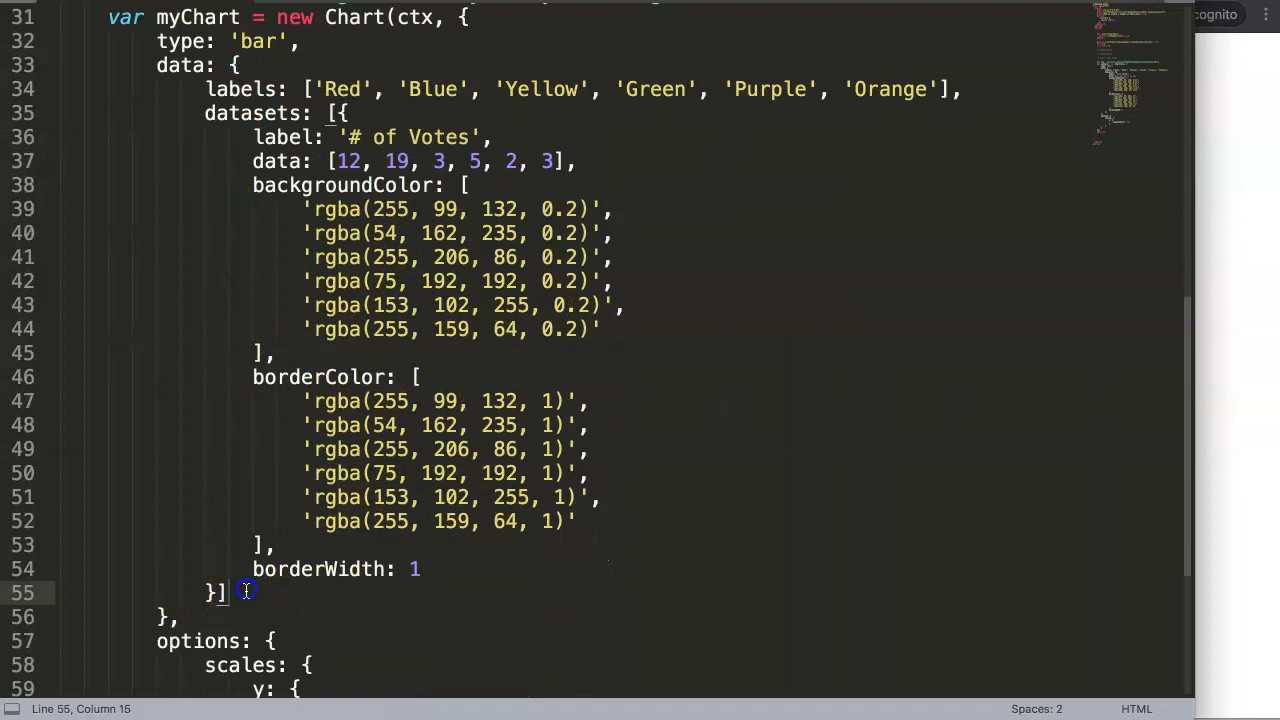 31 var myChart = new Chart(ctx, {
32 type: 'bar',
33 data: {
34 labels: ['Red', 'Blue', 'Yellow', 'Green', 'Purple', 'Orange'],
35 datasets: [{
36 label: '# of Votes',
37 data: [12, 19, 3, 5, 2, 3],
38 backgroundColor: [
39 'rgba(255, 99, 132, 0.2)',
40 'rgba(54, 162, 235, 0.2)',
41 'rgba(255, 206, 86, 0.2)',
42 'rgba(75, 192, 192, 0.2)',
43 'rgba(153, 102, 255, 0.2)',
44 'rgba(255, 159, 64, 0.2)'
45 ],
46 borderColor: [
47 'rgba(255, 99, 132, 1)',
48 'rgba(54, 162, 235, 1)',
49 'rgba(255, 206, 86, 1)',
50 'rgba(75, 192, 192, 1)',
51 'rgba(153, 102, 255, 1)',
52 'rgba(255, 159, 64, 1)'
53 ],
54 borderWidth: 1
55 }]
56 },
57 options: {
58 scales: {
59 y: {
Line 55, Column 15 Spaces: 2 HTML
cognito